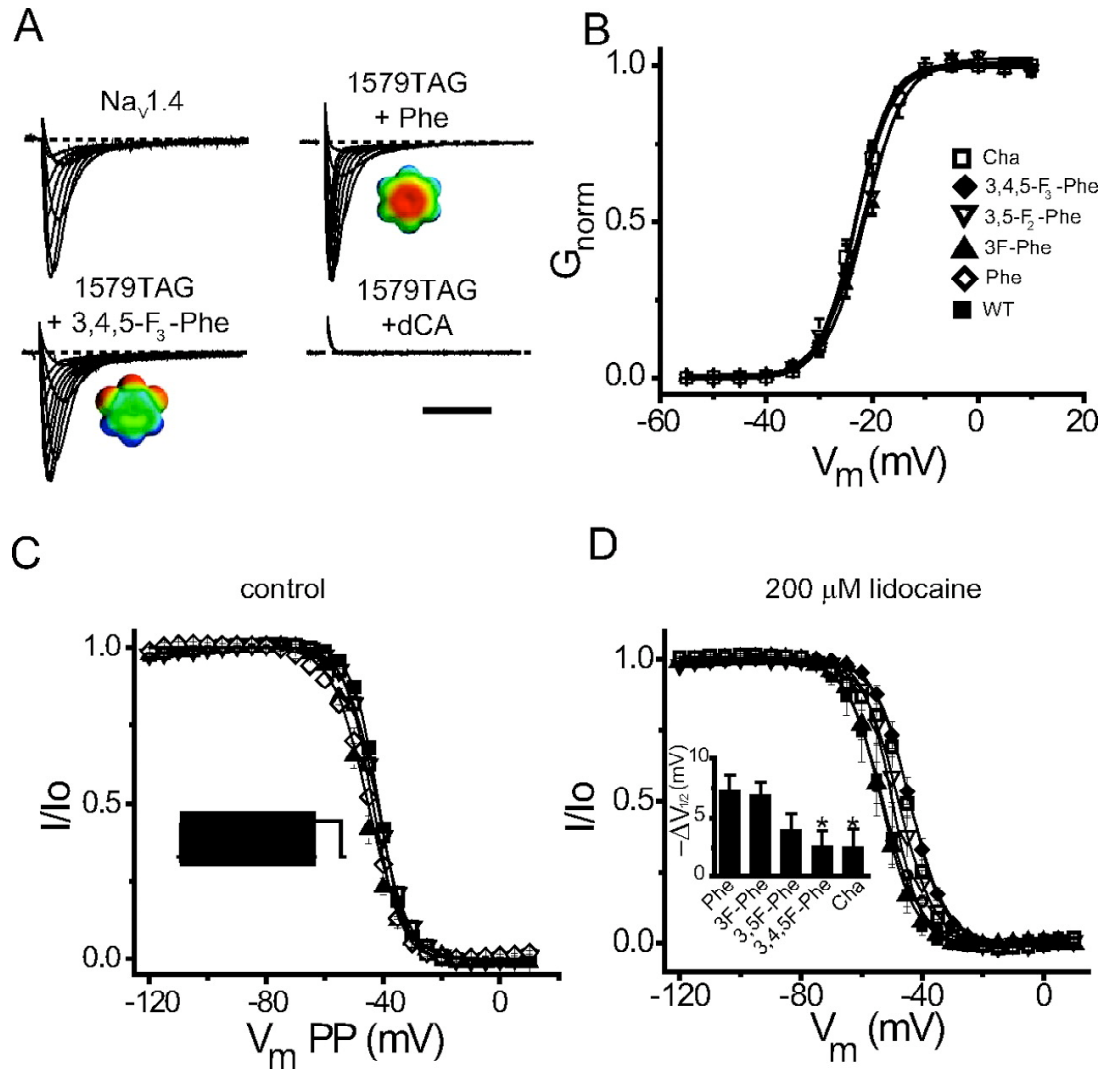 A
Naᵥ1.4
1579TAG
+ Phe
1579TAG
+ 3,4,5-F₃-Phe
1579TAG
+dCA
B
Gnorm
1.0
0.5
0.0
-60
-40
-20
0
20
Vm (mV)
Cha
3,4,5-F₃-Phe
3,5-F₂-Phe
3F-Phe
Phe
WT
C
control
I/Io
1.0
0.5
0.0
-120
-80
-40
0
Vm PP (mV)
D
200 μM lidocaine
I/Io
1.0
0.5
0.0
-120
-80
-40
0
Vm (mV)
−ΔV1/2 (mV)
10
5
0
* *
Phe
3F-Phe
3,5F-Phe
3,4,5F-Phe
Cha